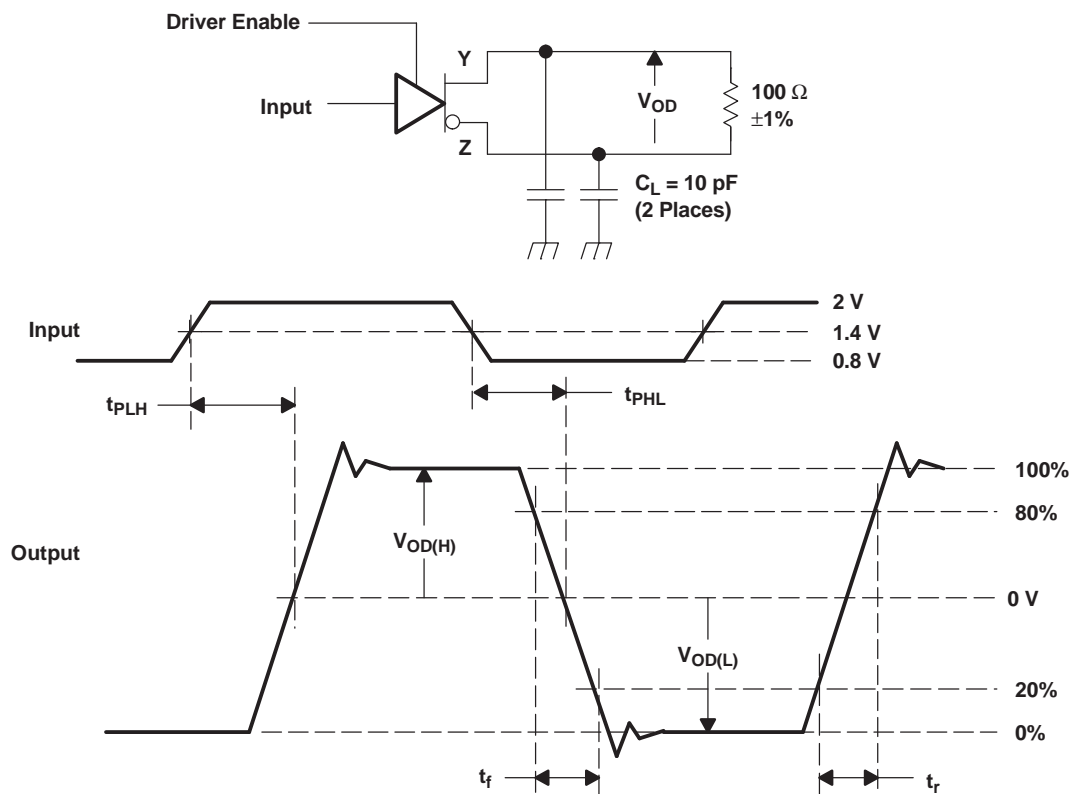 Driver Enable
Y
Input
V_OD
100 Ω
±1%
Z
C_L = 10 pF
(2 Places)
2 V
Input
1.4 V
0.8 V
t_PLH
t_PHL
100%
80%
V_OD(H)
Output
0 V
V_OD(L)
20%
0%
t_f
t_r